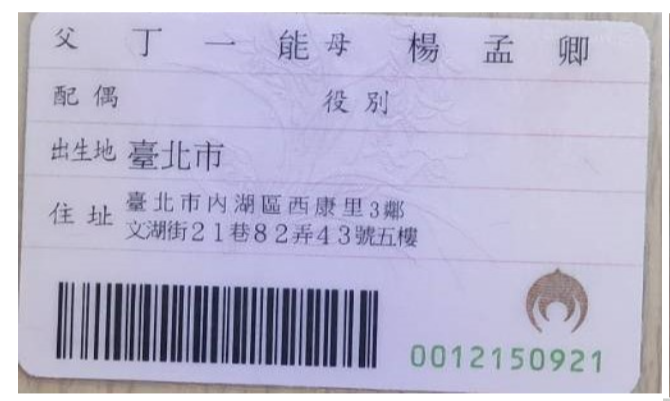 父 丁 一 能 母 楊 孟 卿
配偶 役別
出生地 臺北市
住址 臺北市內湖區西康里3鄰
文湖街21巷82弄43號五樓
0012150921